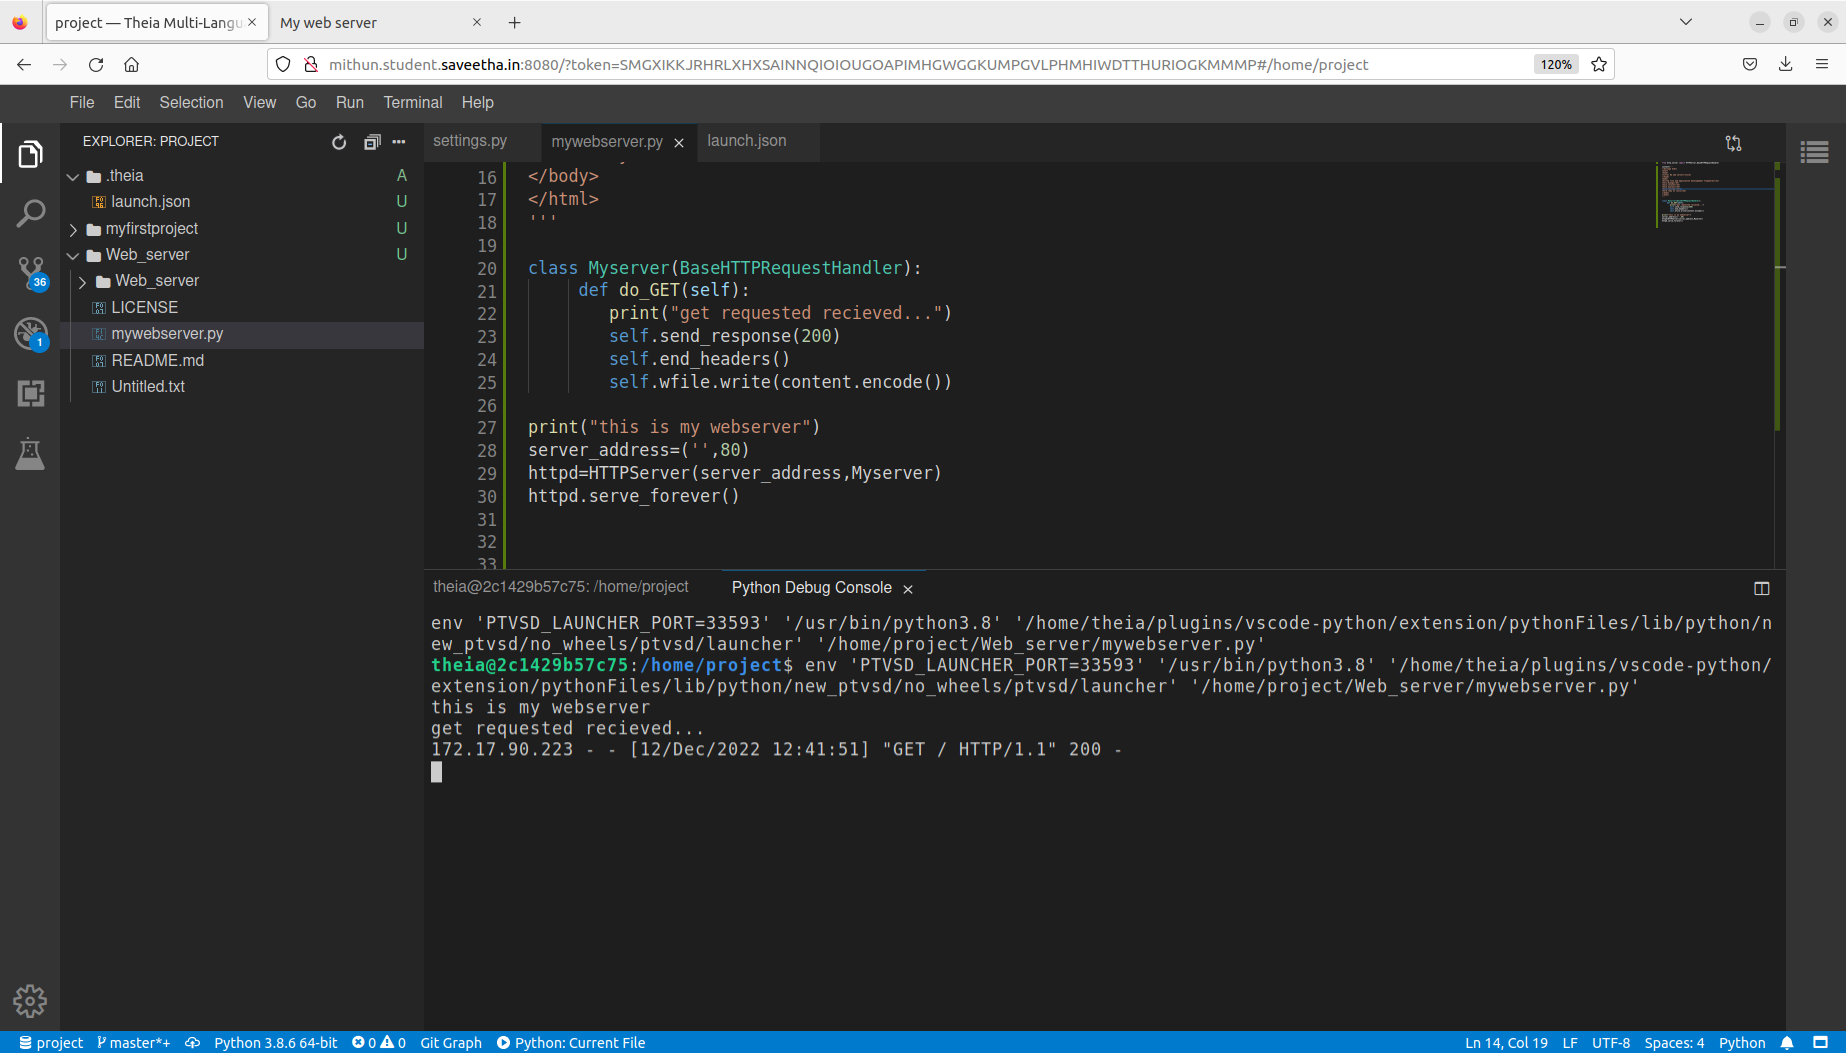 project — Theia Multi-Langu
My web server
mithun.student.saveetha.in:8080/?token=SMGXIKKJRHRLXHXSAINNQIOIOUGOAPIMHGWGGKUMPGVLPHMHIWDTTHURIOGKMMMP#/home/project
120%
File Edit Selection View Go Run Terminal Help
EXPLORER: PROJECT
.theia A
launch.json U
myfirstproject U
Web_server U
Web_server
LICENSE
mywebserver.py
README.md
Untitled.txt
36
1
settings.py mywebserver.py launch.json
16 </body>
17 </html>
18 '''
19
20 class Myserver(BaseHTTPRequestHandler):
21 def do_GET(self):
22 print("get requested recieved...")
23 self.send_response(200)
24 self.end_headers()
25 self.wfile.write(content.encode())
26
27 print("this is my webserver")
28 server_address=('',80)
29 httpd=HTTPServer(server_address,Myserver)
30 httpd.serve_forever()
31
32
33
theia@2c1429b57c75: /home/project Python Debug Console
env 'PTVSD_LAUNCHER_PORT=33593' '/usr/bin/python3.8' '/home/theia/plugins/vscode-python/extension/pythonFiles/lib/python/n
ew_ptvsd/no_wheels/ptvsd/launcher' '/home/project/Web_server/mywebserver.py'
theia@2c1429b57c75:/home/project$ env 'PTVSD_LAUNCHER_PORT=33593' '/usr/bin/python3.8' '/home/theia/plugins/vscode-python/
extension/pythonFiles/lib/python/new_ptvsd/no_wheels/ptvsd/launcher' '/home/project/Web_server/mywebserver.py'
this is my webserver
get requested recieved...
172.17.90.223 - - [12/Dec/2022 12:41:51] "GET / HTTP/1.1" 200 -
project master*+ Python 3.8.6 64-bit 0 0 Git Graph Python: Current File Ln 14, Col 19 LF UTF-8 Spaces: 4 Python